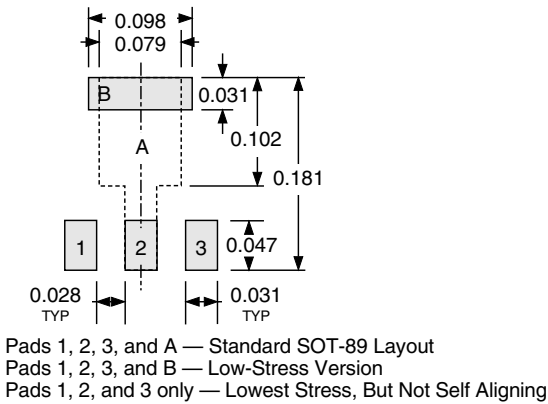 0.098
0.079
B
0.031
A
0.102
0.181
1
2
3
0.047
0.028
TYP
0.031
TYP
Pads 1, 2, 3, and A — Standard SOT-89 Layout
Pads 1, 2, 3, and B — Low-Stress Version
Pads 1, 2, and 3 only — Lowest Stress, But Not Self Aligning